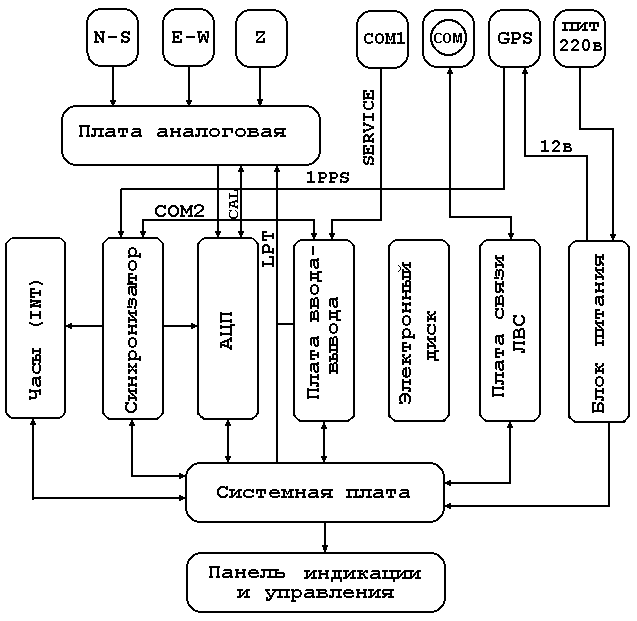 N-S
E-W
Z
COM1
COM
GPS
ПИТ
220в
Плата аналоговая
SERVICE
12в
1PPS
CAL
COM2
LPT
Часы (INT)
Синхронизатор
АЦП
Плата ввода-
вывода
Электронный
диск
Плата связи
ЛВС
Блок питания
Системная плата
Панель индикации
и управления